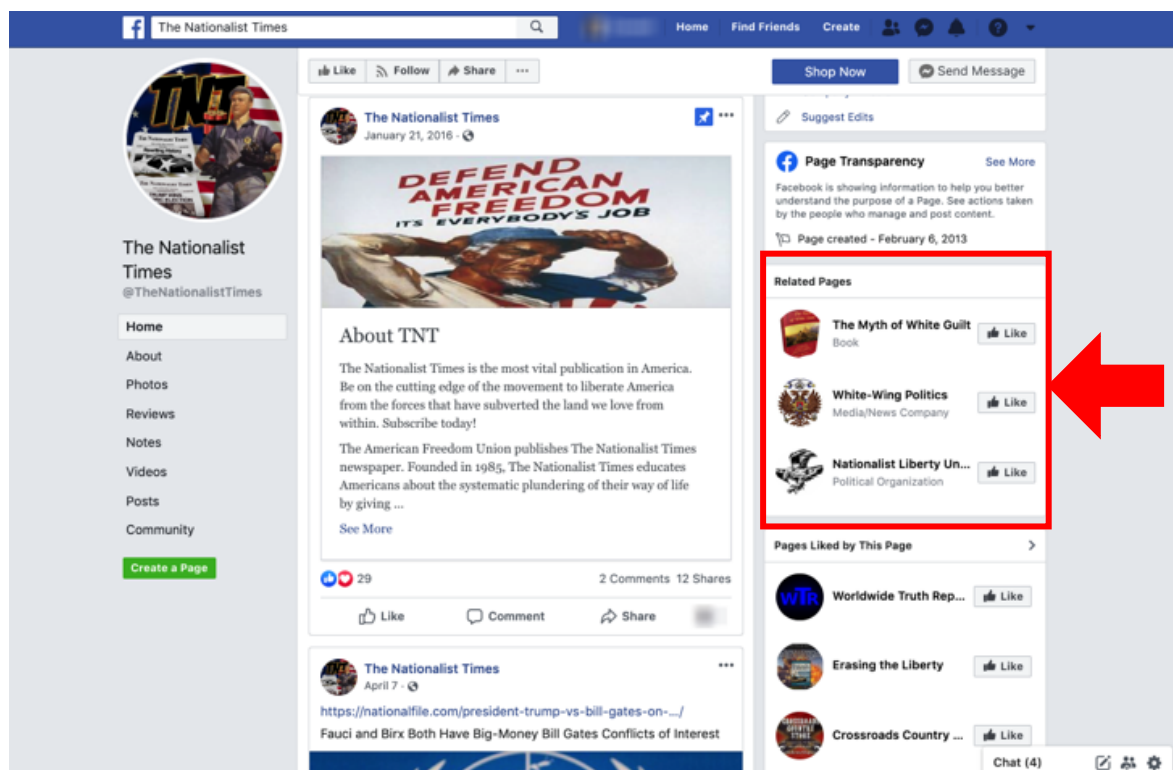 The Nationalist Times
Home Find Friends Create
TNT
The Nationalist
Times
@TheNationalistTimes
Home
About
Photos
Reviews
Notes
Videos
Posts
Community
Create a Page
Like Follow Share ...
Shop Now Send Message
The Nationalist Times
January 21, 2016 ·
DEFEND
AMERICAN
FREEDOM
IT'S EVERYBODY'S JOB
About TNT
The Nationalist Times is the most vital publication in America.
Be on the cutting edge of the movement to liberate America
from the forces that have subverted the land we love from
within. Subscribe today!
The American Freedom Union publishes The Nationalist Times
newspaper. Founded in 1985, The Nationalist Times educates
Americans about the systematic plundering of their way of life
by giving ...
See More
29 2 Comments 12 Shares
Like Comment Share
The Nationalist Times
April 7 ·
https://nationalfile.com/president-trump-vs-bill-gates-on-.../
Fauci and Birx Both Have Big-Money Bill Gates Conflicts of Interest
Suggest Edits
Page Transparency See More
Facebook is showing information to help you better
understand the purpose of a Page. See actions taken
by the people who manage and post content.
Page created - February 6, 2013
Related Pages
The Myth of White Guilt
Book
Like
White-Wing Politics
Media/News Company
Like
Nationalist Liberty Un...
Political Organization
Like
Pages Liked by This Page
WTR
Worldwide Truth Rep...
Like
Erasing the Liberty
Like
Crossroads Country ...
Like
Chat (4)